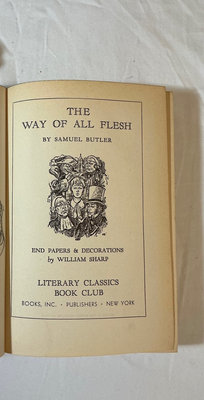 THE
WAY OF ALL FLESH
BY SAMUEL BUTLER
END PAPERS & DECORATIONS
by WILLIAM SHARP
LITERARY CLASSICS
BOOK CLUB
BOOKS, INC. • PUBLISHERS • NEW YORK